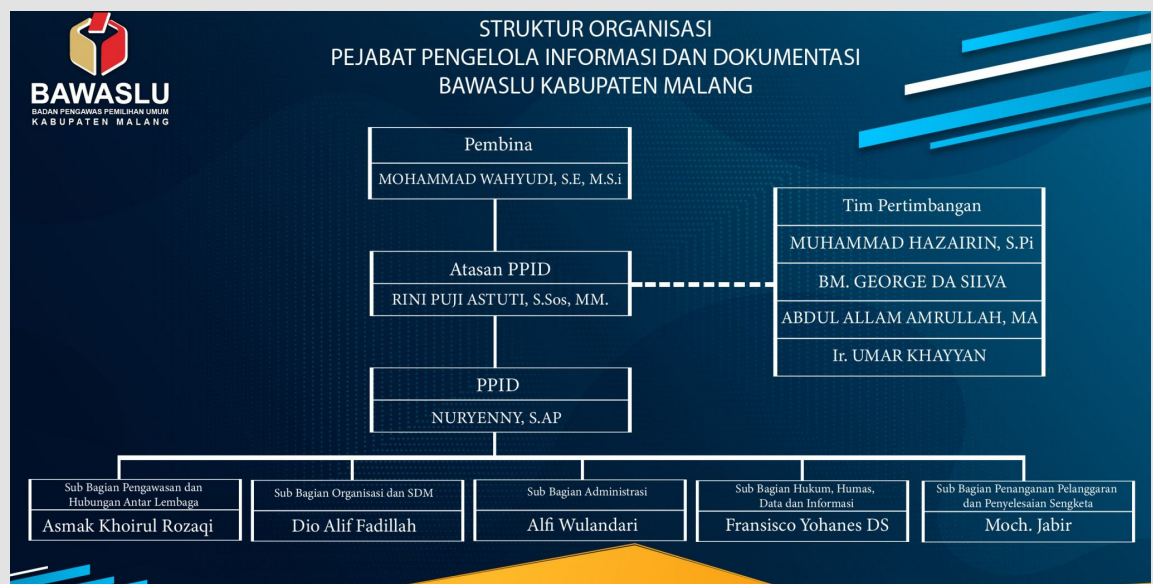 BAWASLU
BADAN PENGAWAS PEMILIHAN UMUM
KABUPATEN MALANG
STRUKTUR ORGANISASI
PEJABAT PENGELOLA INFORMASI DAN DOKUMENTASI
BAWASLU KABUPATEN MALANG
Pembina
MOHAMMAD WAHYUDI, S.E, M.S.i
Atasan PPID
RINI PUJI ASTUTI, S.Sos, MM.
Tim Pertimbangan
MUHAMMAD HAZAIRIN, S.Pi
BM. GEORGE DA SILVA
ABDUL ALLAM AMRULLAH, MA
Ir. UMAR KHAYYAN
PPID
NURYENNY, S.AP
Sub Bagian Pengawasan dan
Hubungan Antar Lembaga
Asmak Khoirul Rozaqi
Sub Bagian Organisasi dan SDM
Dio Alif Fadillah
Sub Bagian Administrasi
Alfi Wulandari
Sub Bagian Hukum, Humas,
Data dan Informasi
Fransisco Yohanes DS
Sub Bagian Penanganan Pelanggaran
dan Penyelesaian Sengketa
Moch. Jabir